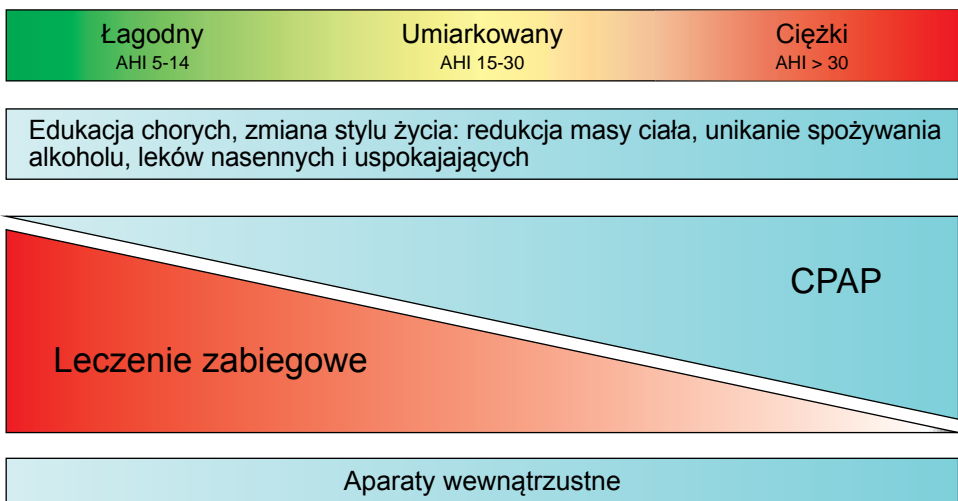 Łagodny
AHI 5-14
Umiarkowany
AHI 15-30
Ciężki
AHI > 30
Edukacja chorych, zmiana stylu życia: redukcja masy ciała, unikanie spożywania
alkoholu, leków nasennych i uspokajających
CPAP
Leczenie zabiegowe
Aparaty wewnątrzustne